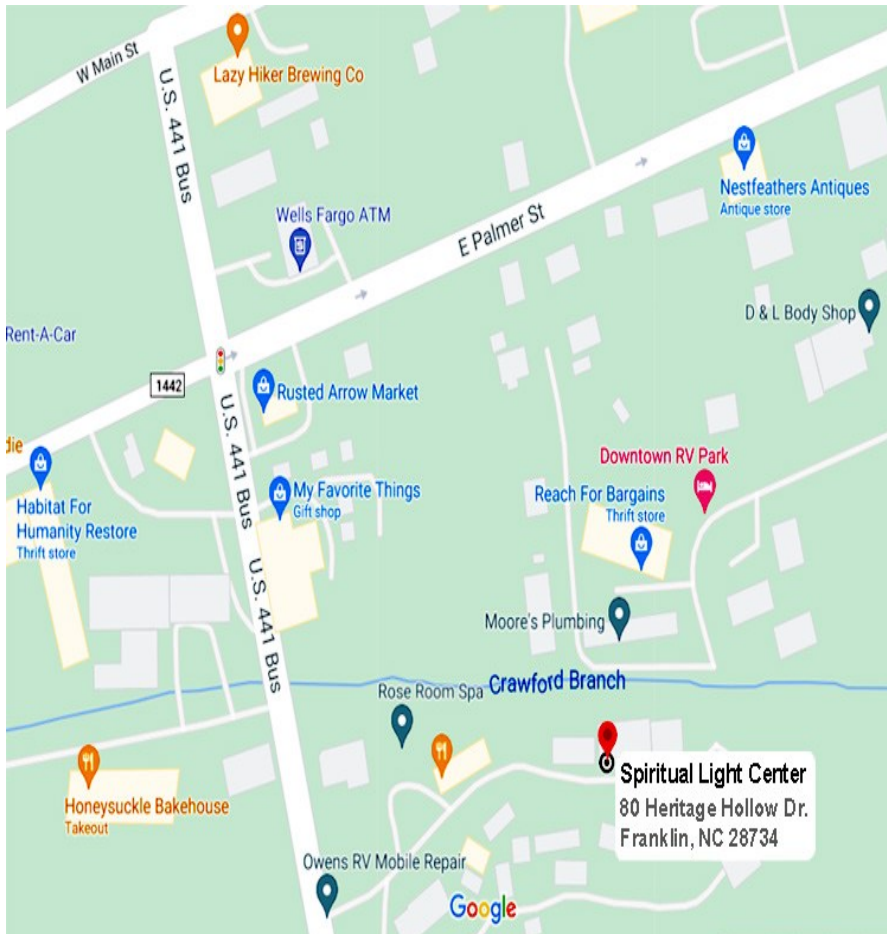 W Main St
Lazy Hiker Brewing Co
U.S. 441 Bus
Nestfeathers Antiques
Antique store
Wells Fargo ATM
E Palmer St
D & L Body Shop
Rent-A-Car
1442
Rusted Arrow Market
U.S. 441 Bus
die
Downtown RV Park
Habitat For
Humanity Restore
Thrift store
My Favorite Things
Gift shop
Reach For Bargains
Thrift store
U.S. 441 Bus
Moore's Plumbing
Crawford Branch
Rose Room Spa
Spiritual Light Center
80 Heritage Hollow Dr.
Franklin, NC 28734
Honeysuckle Bakehouse
Takeout
Owens RV Mobile Repair
Google